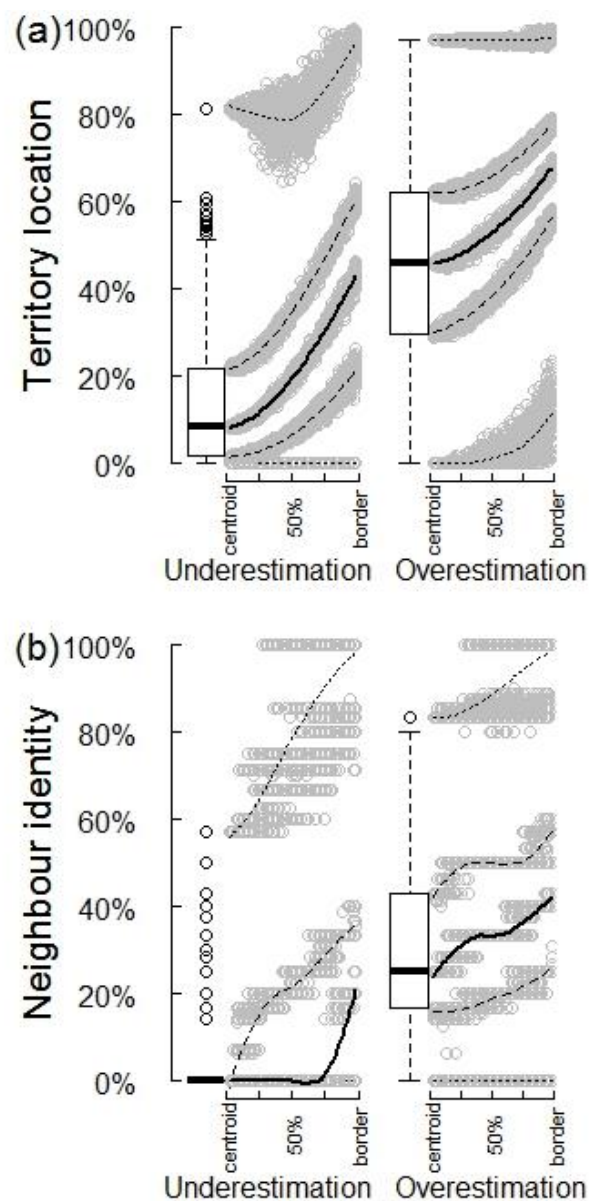 (a)
Territory location
100%
80%
60%
40%
20%
0%
centroid
50%
border
centroid
50%
border
Underestimation
Overestimation
(b)
Neighbour identity
100%
80%
60%
40%
20%
0%
centroid
50%
border
centroid
50%
border
Underestimation
Overestimation